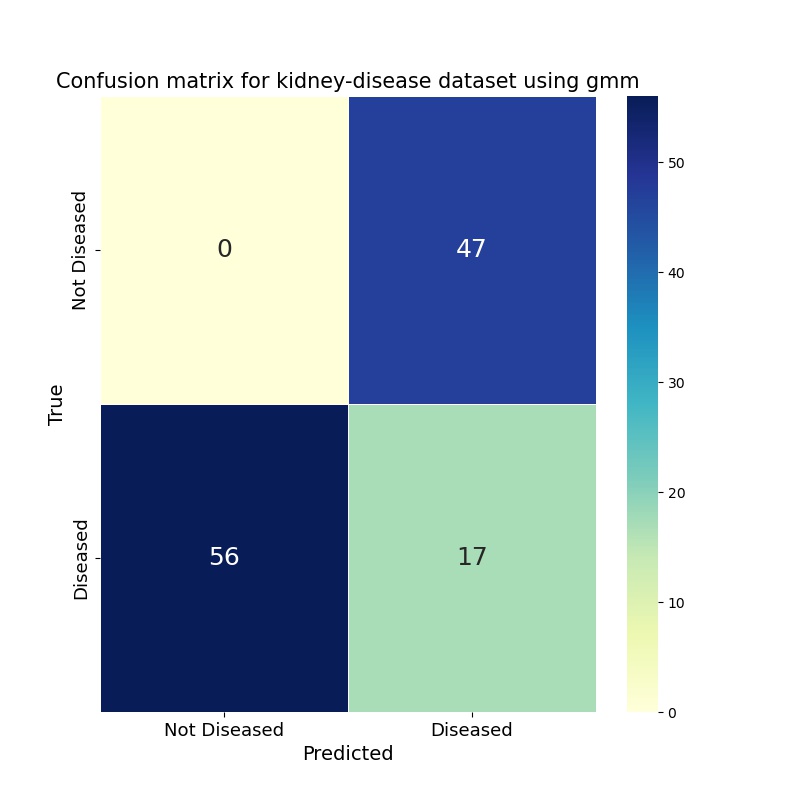 Confusion matrix for kidney-disease dataset using gmm
Not Diseased
0
47
True
Diseased
56
17
Not Diseased
Diseased
Predicted
50
40
30
20
10
0